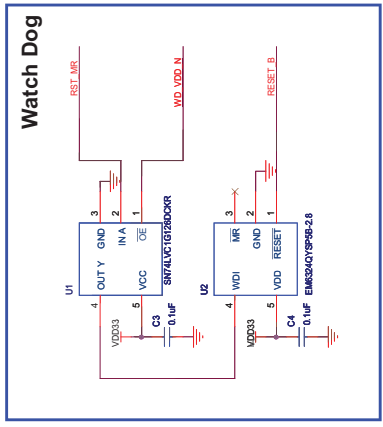 Watch Dog
RST_MR
WD_VDD_N
RESET_B
3
2
1
GND
IN A
OE
OUT Y
VCC
U1
SN74LVC1G126DCKR
4
5
VDD33
C3
0.1uF
3
2
1
MR
GND
RESET
WDI
VDD
U2
EM6324QYSP5B-2.8
4
5
VDD33
C4
0.1uF